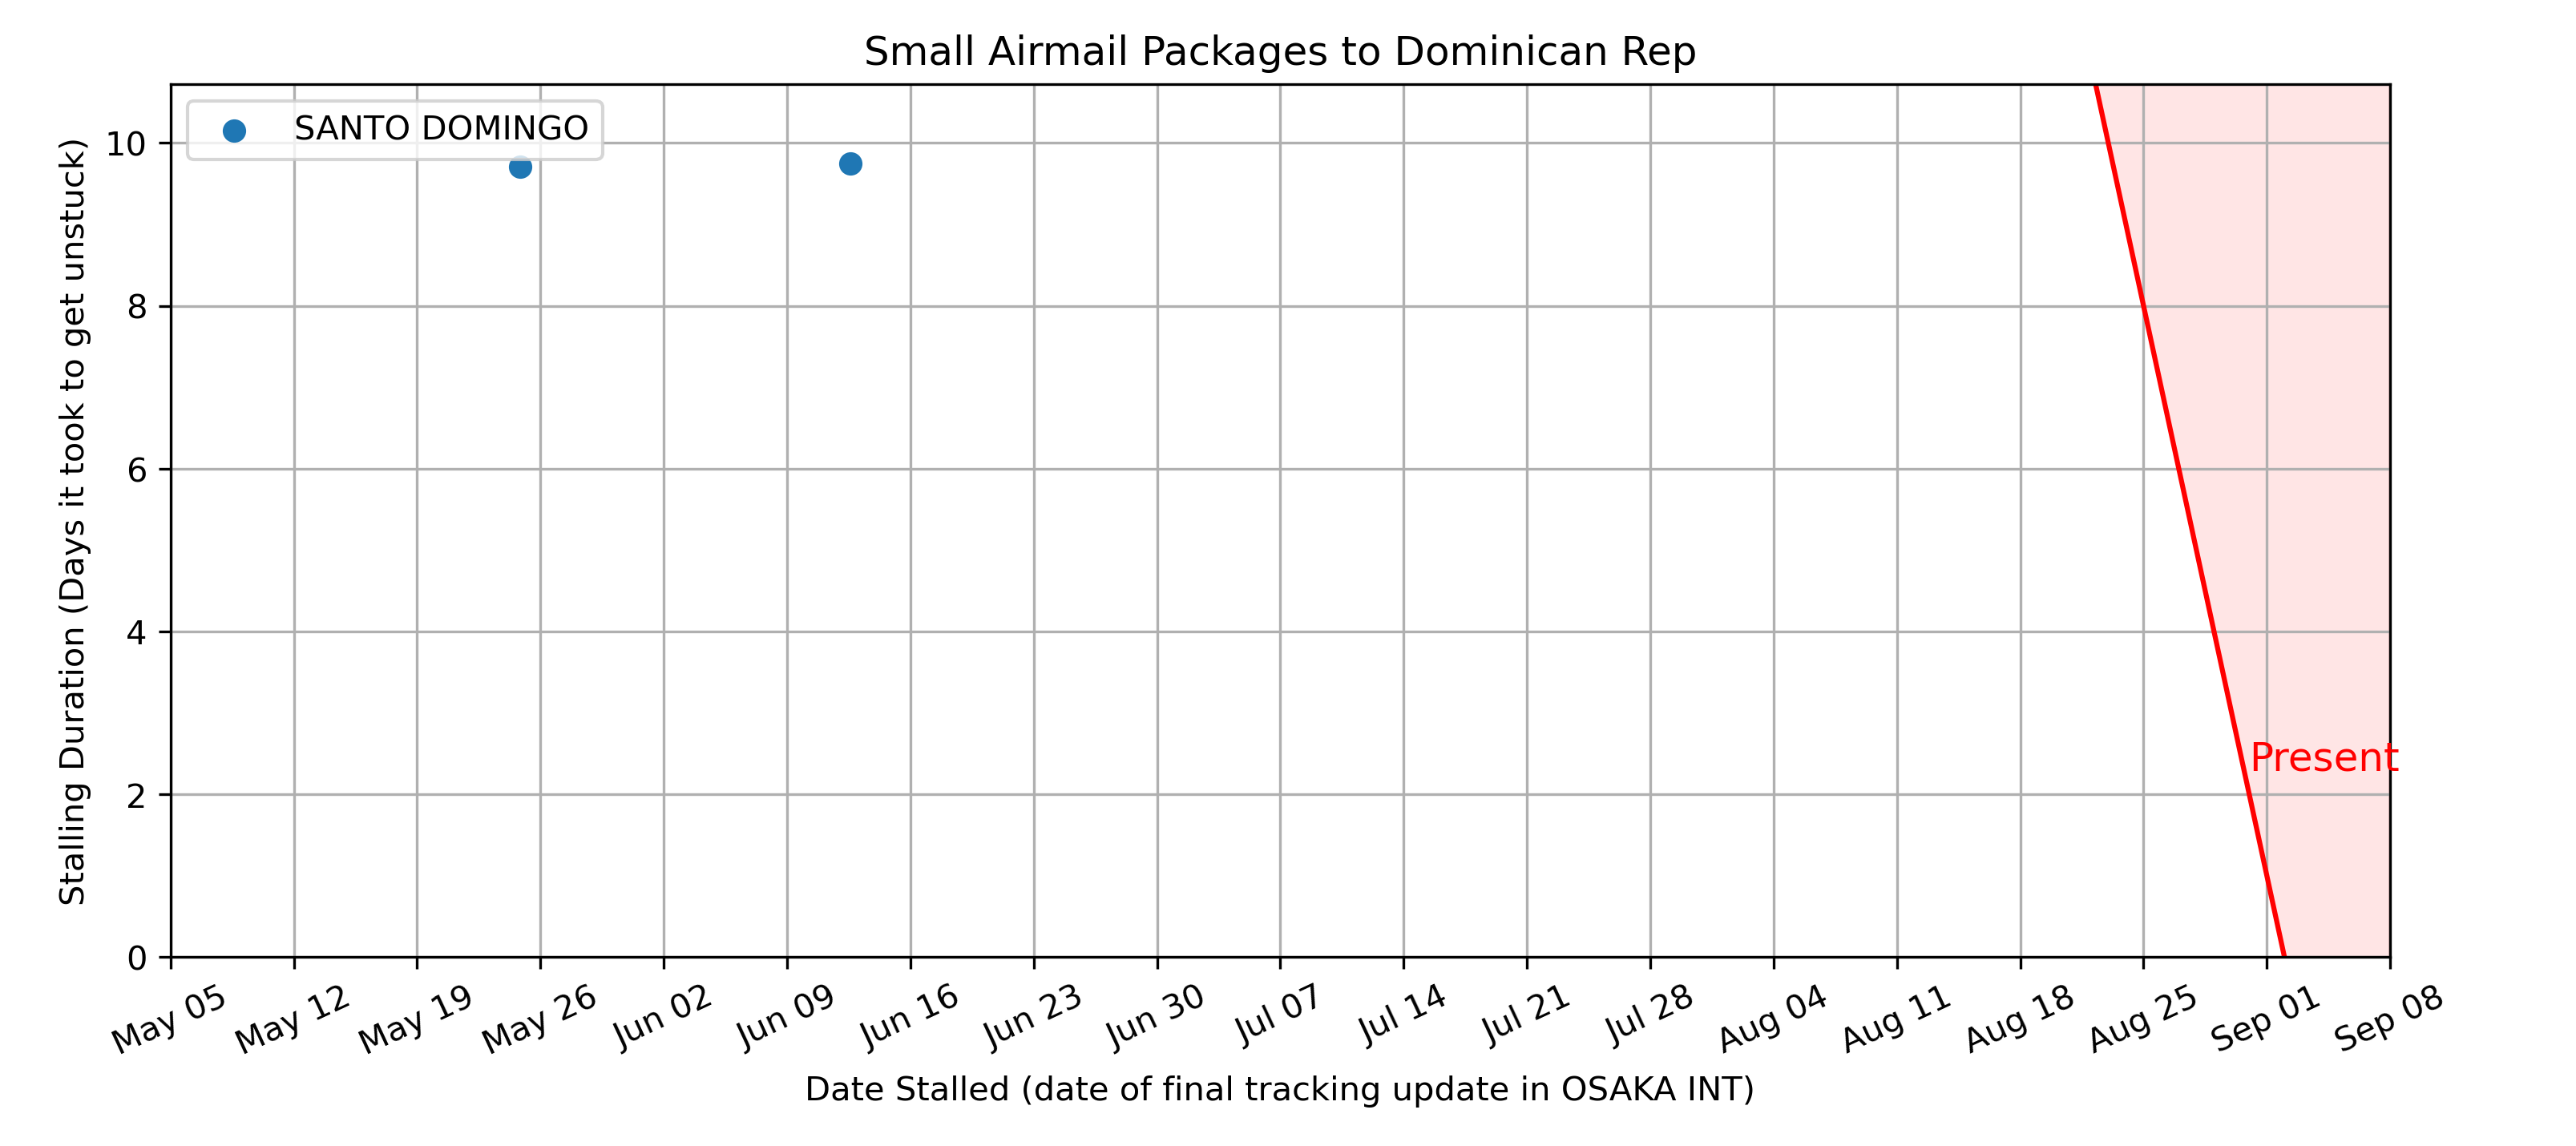 Small Airmail Packages to Dominican Rep
SANTO DOMINGO
Stalling Duration (Days it took to get unstuck)
10
8
6
4
2
0
Present
May 05
May 12
May 19
May 26
Jun 02
Jun 09
Jun 16
Jun 23
Jun 30
Jul 07
Jul 14
Jul 21
Jul 28
Aug 04
Aug 11
Aug 18
Aug 25
Sep 01
Sep 08
Date Stalled (date of final tracking update in OSAKA INT)